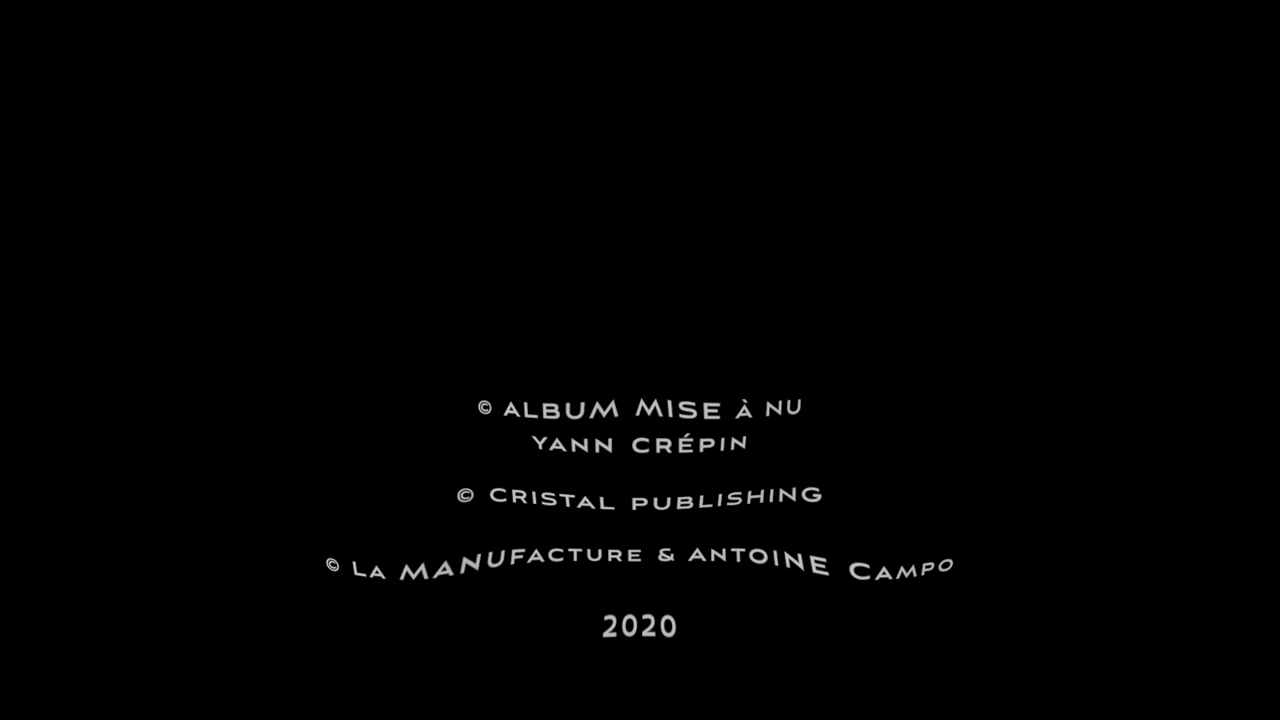 © ALBUM MISE À NU
YANN CRÉPIN
© CRISTAL PUBLISHING
© LA MANUFACTURE & ANTOINE CAMPO
2020